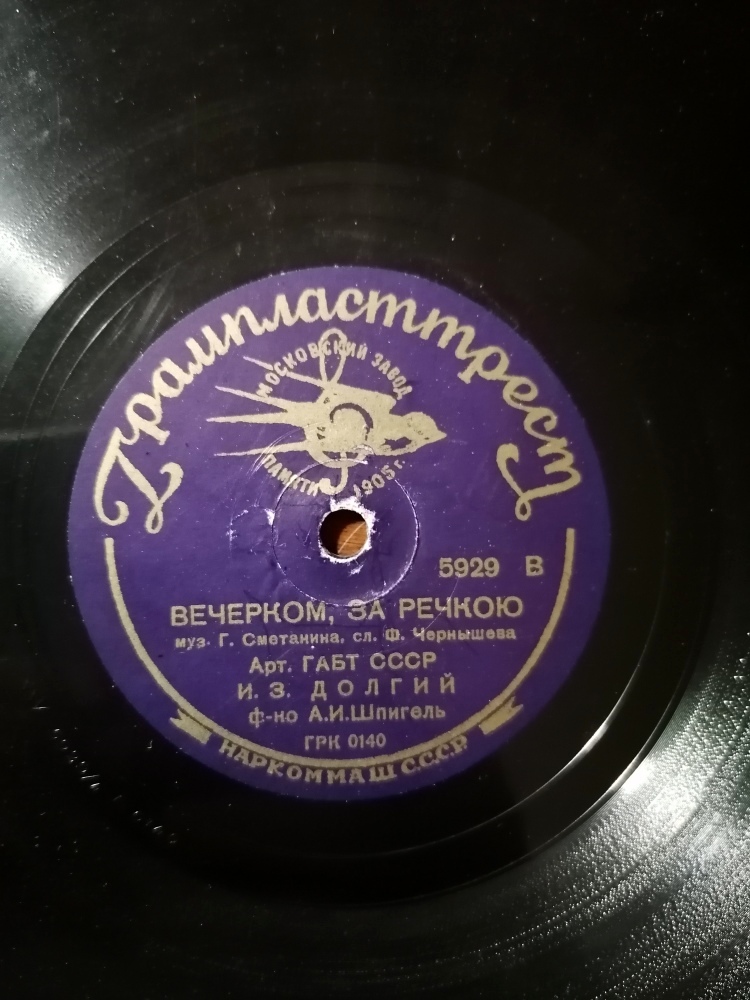 Грампласттрест
МОСКОВСКИЙ ЗАВОД
ПАМЯТИ 1905 г.
5929 В
ВЕЧЕРКОМ, ЗА РЕЧКОЮ
муз. Г. Сметанина, сл. Ф. Чернышева
Арт. ГАБТ СССР
И. З. ДОЛГИЙ
ф-но А.И.Шпигель
ГРК 0140
НАРКОММАШ С.С.С.Р.